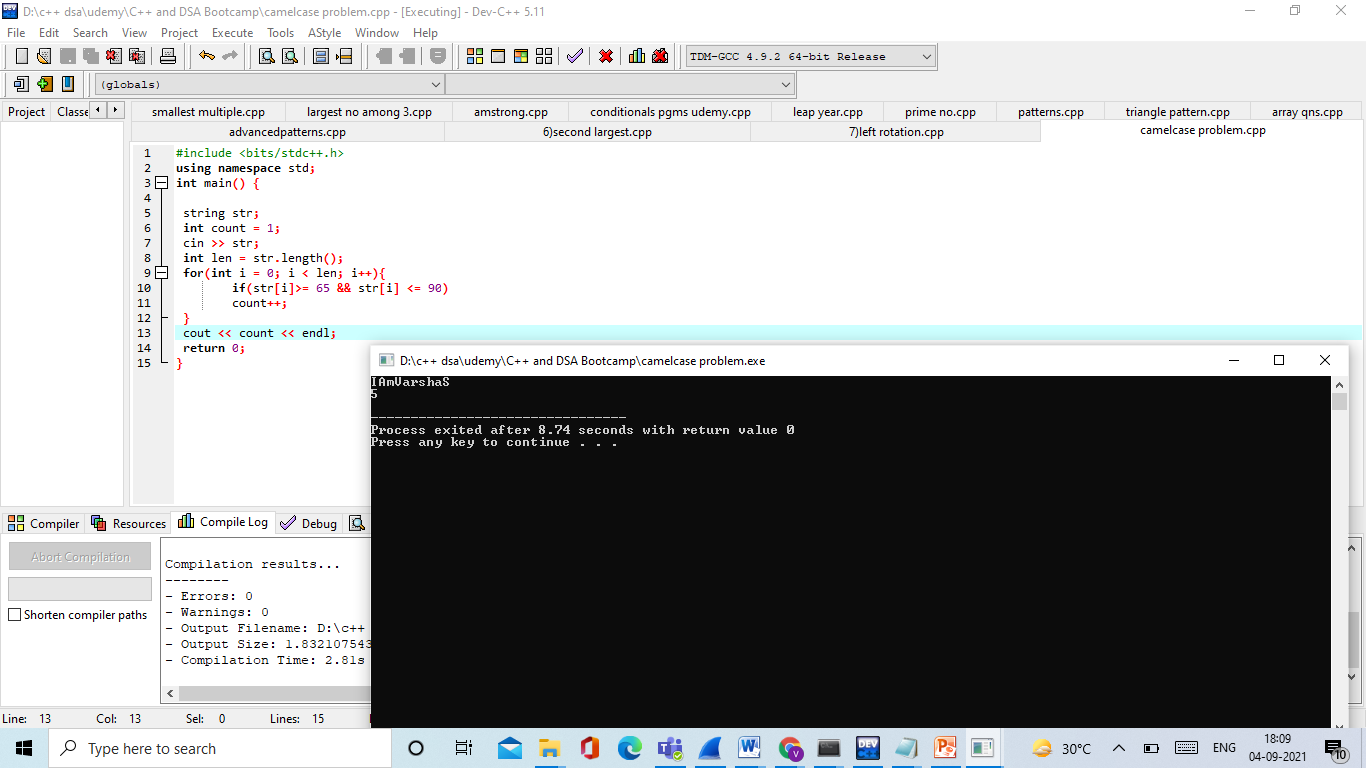 D:\c++ dsa\udemy\C++ and DSA Bootcamp\camelcase problem.cpp - [Executing] - Dev-C++ 5.11
File Edit Search View Project Execute Tools AStyle Window Help
TDM-GCC 4.9.2 64-bit Release
(globals)
Project Classe
smallest multiple.cpp largest no among 3.cpp amstrong.cpp conditionals pgms udemy.cpp leap year.cpp prime no.cpp patterns.cpp triangle pattern.cpp array qns.cpp
advancedpatterns.cpp 6)second largest.cpp 7)left rotation.cpp camelcase problem.cpp
1 #include <bits/stdc++.h>
2 using namespace std;
3 int main() {
4
5 string str;
6 int count = 1;
7 cin >> str;
8 int len = str.length();
9 for(int i = 0; i < len; i++){
10 if(str[i]>= 65 && str[i] <= 90)
11 count++;
12 }
13 cout << count << endl;
14 return 0;
15 }
D:\c++ dsa\udemy\C++ and DSA Bootcamp\camelcase problem.exe
IAmVarshaS
5
--------------------------------
Process exited after 8.74 seconds with return value 0
Press any key to continue . . .
Compiler Resources Compile Log Debug
Abort Compilation
Shorten compiler paths
Compilation results...
--------
- Errors: 0
- Warnings: 0
- Output Filename: D:\c++
- Output Size: 1.832107543
- Compilation Time: 2.81s
Line: 13 Col: 13 Sel: 0 Lines: 15
Type here to search
30°C ENG 18:09
04-09-2021
10